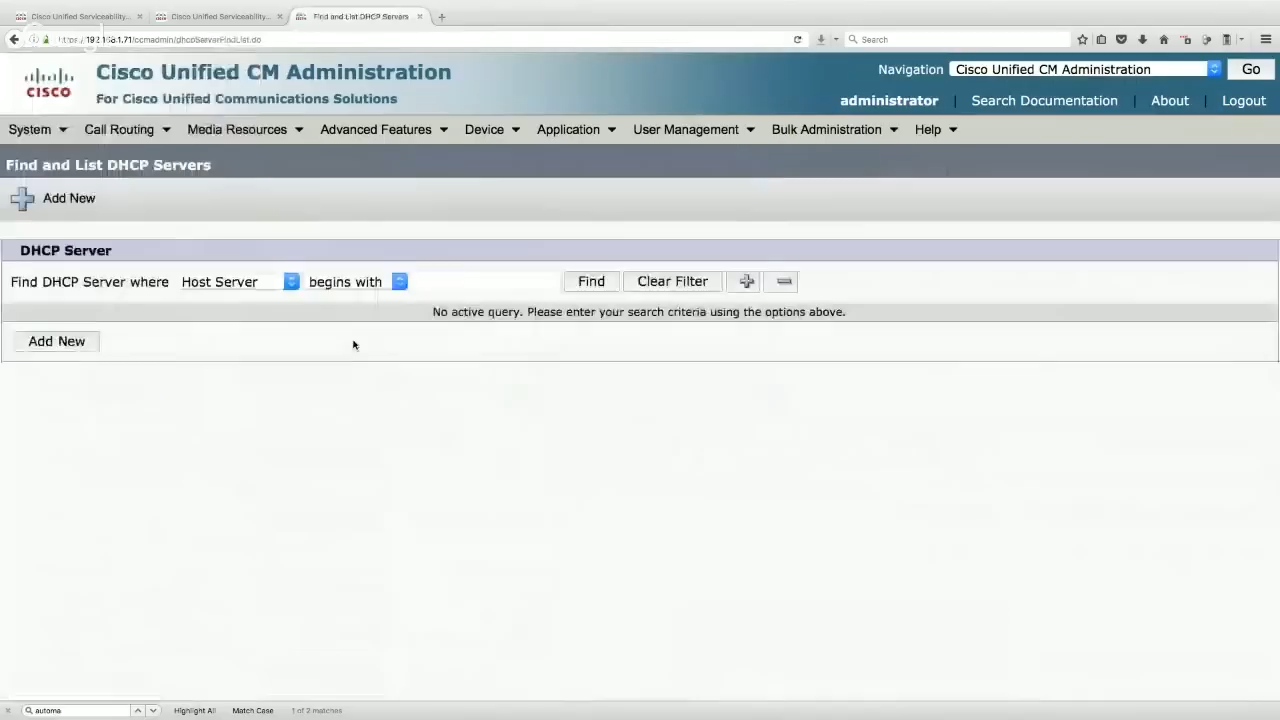 Cisco Unified Serviceability... × Cisco Unified Serviceability... × Find and List DHCP Servers × +
192.168.1.71/ccmadmin/dhcpServerFindList.do Search
CISCO
Cisco Unified CM Administration
For Cisco Unified Communications Solutions
Navigation Cisco Unified CM Administration Go
administrator | Search Documentation | About | Logout
System Call Routing Media Resources Advanced Features Device Application User Management Bulk Administration Help
Find and List DHCP Servers
Add New
DHCP Server
Find DHCP Server where Host Server begins with Find Clear Filter
No active query. Please enter your search criteria using the options above.
Add New
automa Highlight All Match Case 1 of 2 matches